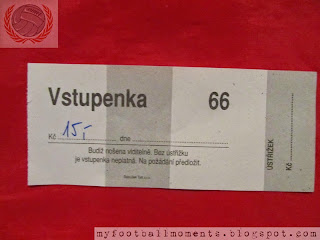 Vstupenka 66
Kč 15,- dne
Budiž nošena viditelně. Bez ústřižku
je vstupenka neplatná. Na požádání předložit.
ÚSTŘIŽEK
Kč
myfootballmoments.blogspot.com